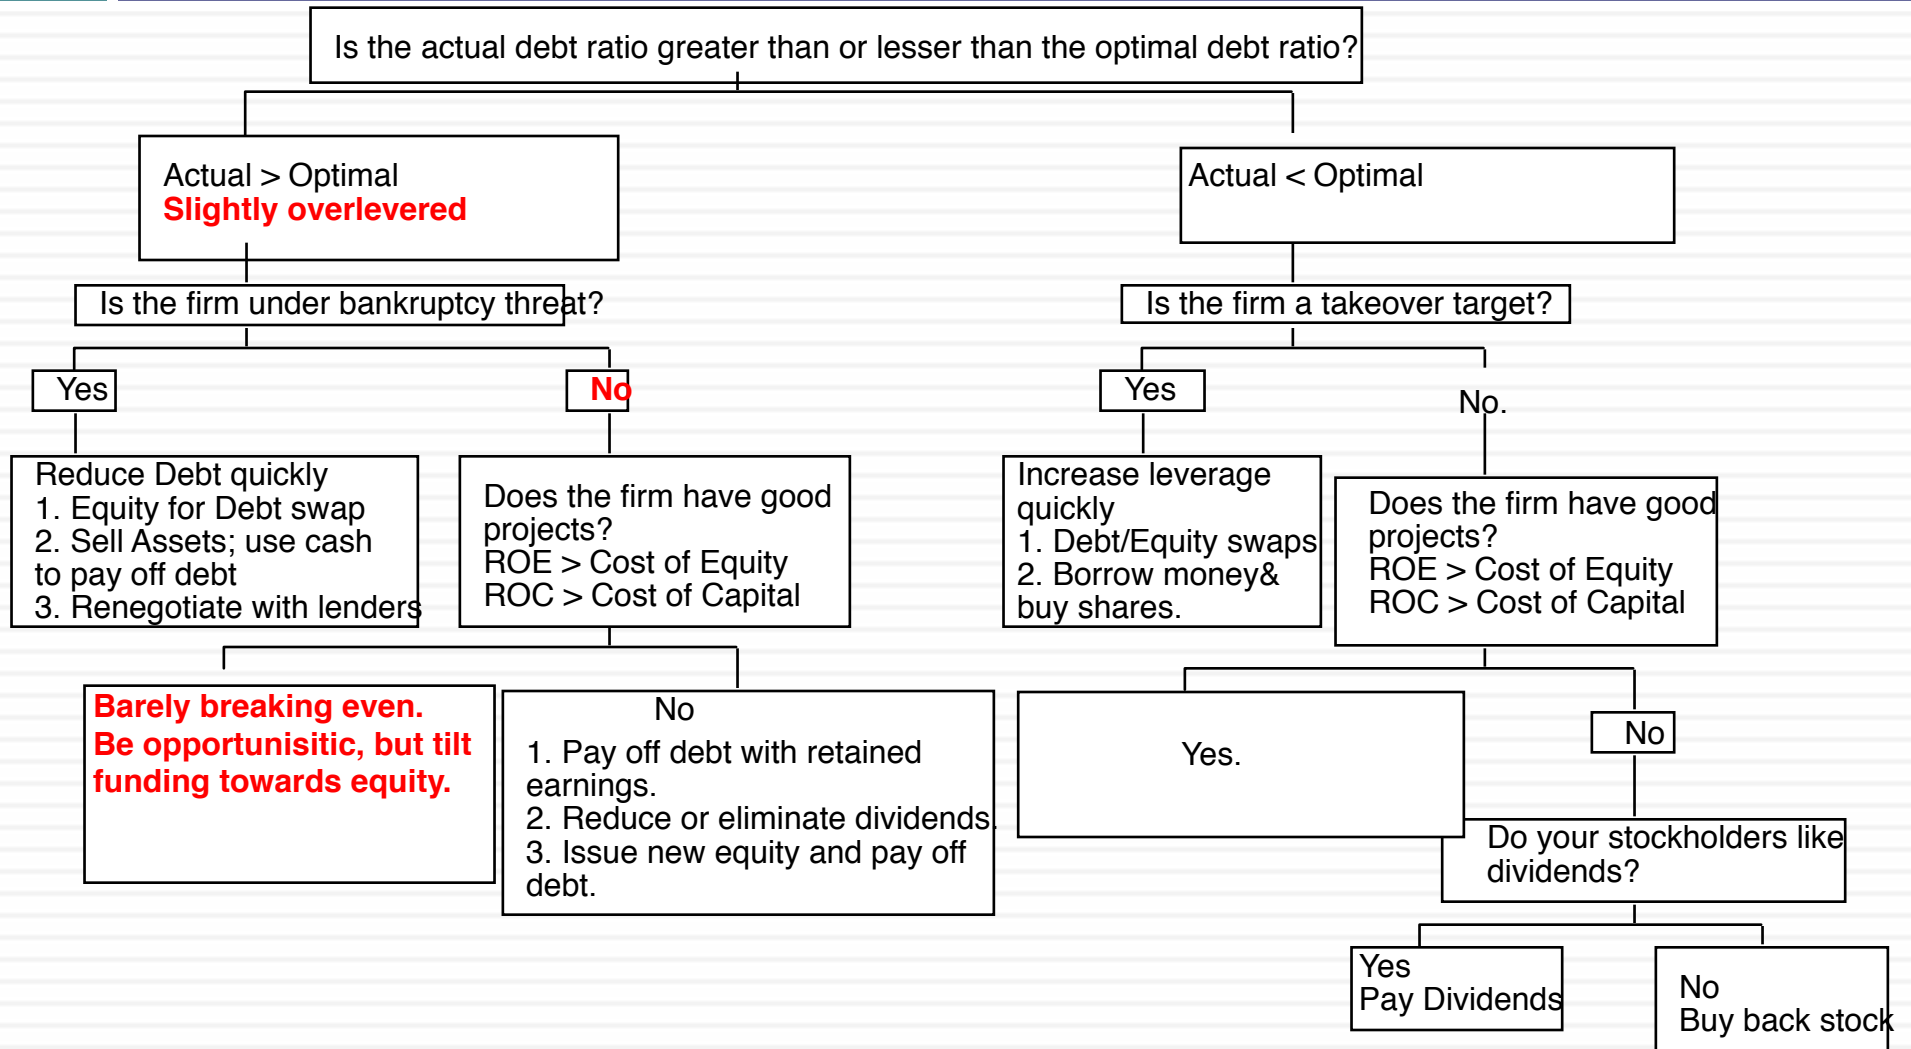 Is the actual debt ratio greater than or lesser than the optimal debt ratio?
Actual > Optimal
Slightly overlevered
Actual < Optimal
Is the firm under bankruptcy threat?
Is the firm a takeover target?
Yes
No
Yes
No.
Reduce Debt quickly
1. Equity for Debt swap
2. Sell Assets; use cash
to pay off debt
3. Renegotiate with lenders
Does the firm have good
projects?
ROE > Cost of Equity
ROC > Cost of Capital
Increase leverage
quickly
1. Debt/Equity swaps
2. Borrow money&
buy shares.
Does the firm have good
projects?
ROE > Cost of Equity
ROC > Cost of Capital
Barely breaking even.
Be opportunisitic, but tilt
funding towards equity.
No
1. Pay off debt with retained
earnings.
2. Reduce or eliminate dividends.
3. Issue new equity and pay off
debt.
Yes.
No
Do your stockholders like
dividends?
Yes
Pay Dividends
No
Buy back stock